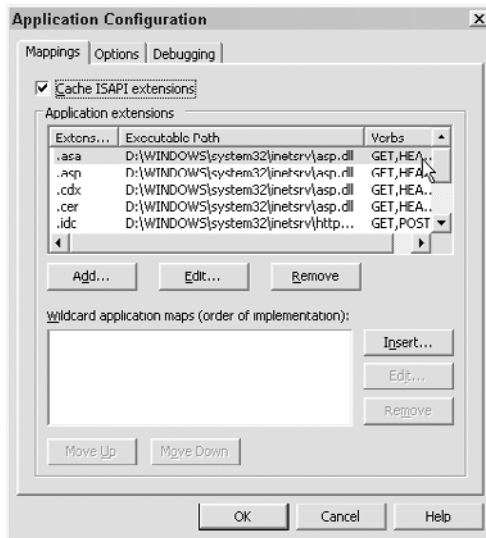 Application Configuration
Mappings Options Debugging
Cache ISAPI extensions
Application extensions
Extens... Executable Path Verbs
.asa D:\WINDOWS\system32\inetsrv\asp.dll GET,HEA..
.asp D:\WINDOWS\system32\inetsrv\asp.dll GET,HEA..
.cdx D:\WINDOWS\system32\inetsrv\asp.dll GET,HEA..
.cer D:\WINDOWS\system32\inetsrv\asp.dll GET,HEA..
.idc D:\WINDOWS\system32\inetsrv\http... GET,POST
Add... Edit... Remove
Wildcard application maps (order of implementation):
Insert...
Edit...
Remove
Move Up Move Down
OK Cancel Help